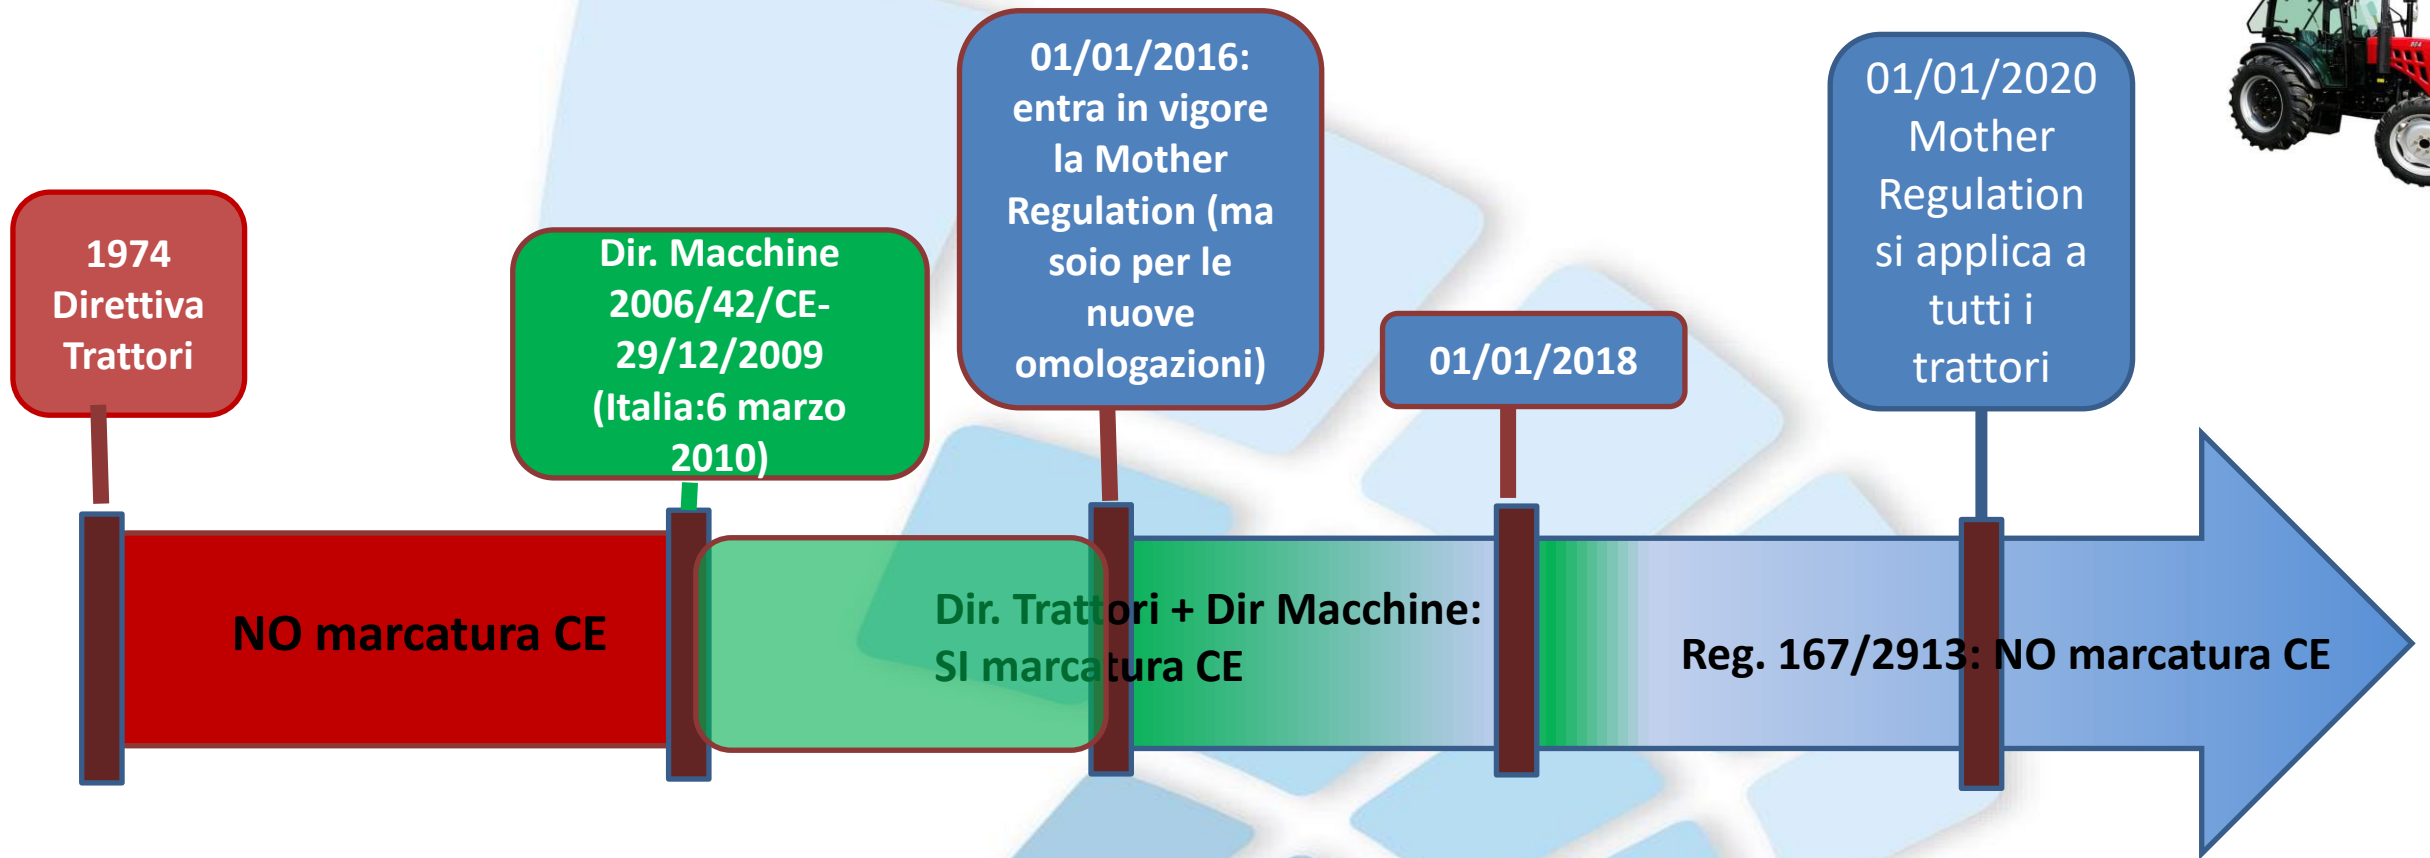 1974
Direttiva
Trattori
Dir. Macchine
2006/42/CE-
29/12/2009
(Italia:6 marzo
2010)
01/01/2016:
entra in vigore
la Mother
Regulation (ma
soio per le
nuove
omologazioni)
01/01/2018
01/01/2020
Mother
Regulation
si applica a
tutti i
trattori
NO marcatura CE
Dir. Trattori + Dir Macchine:
SI marcatura CE
Reg. 167/2913: NO marcatura CE